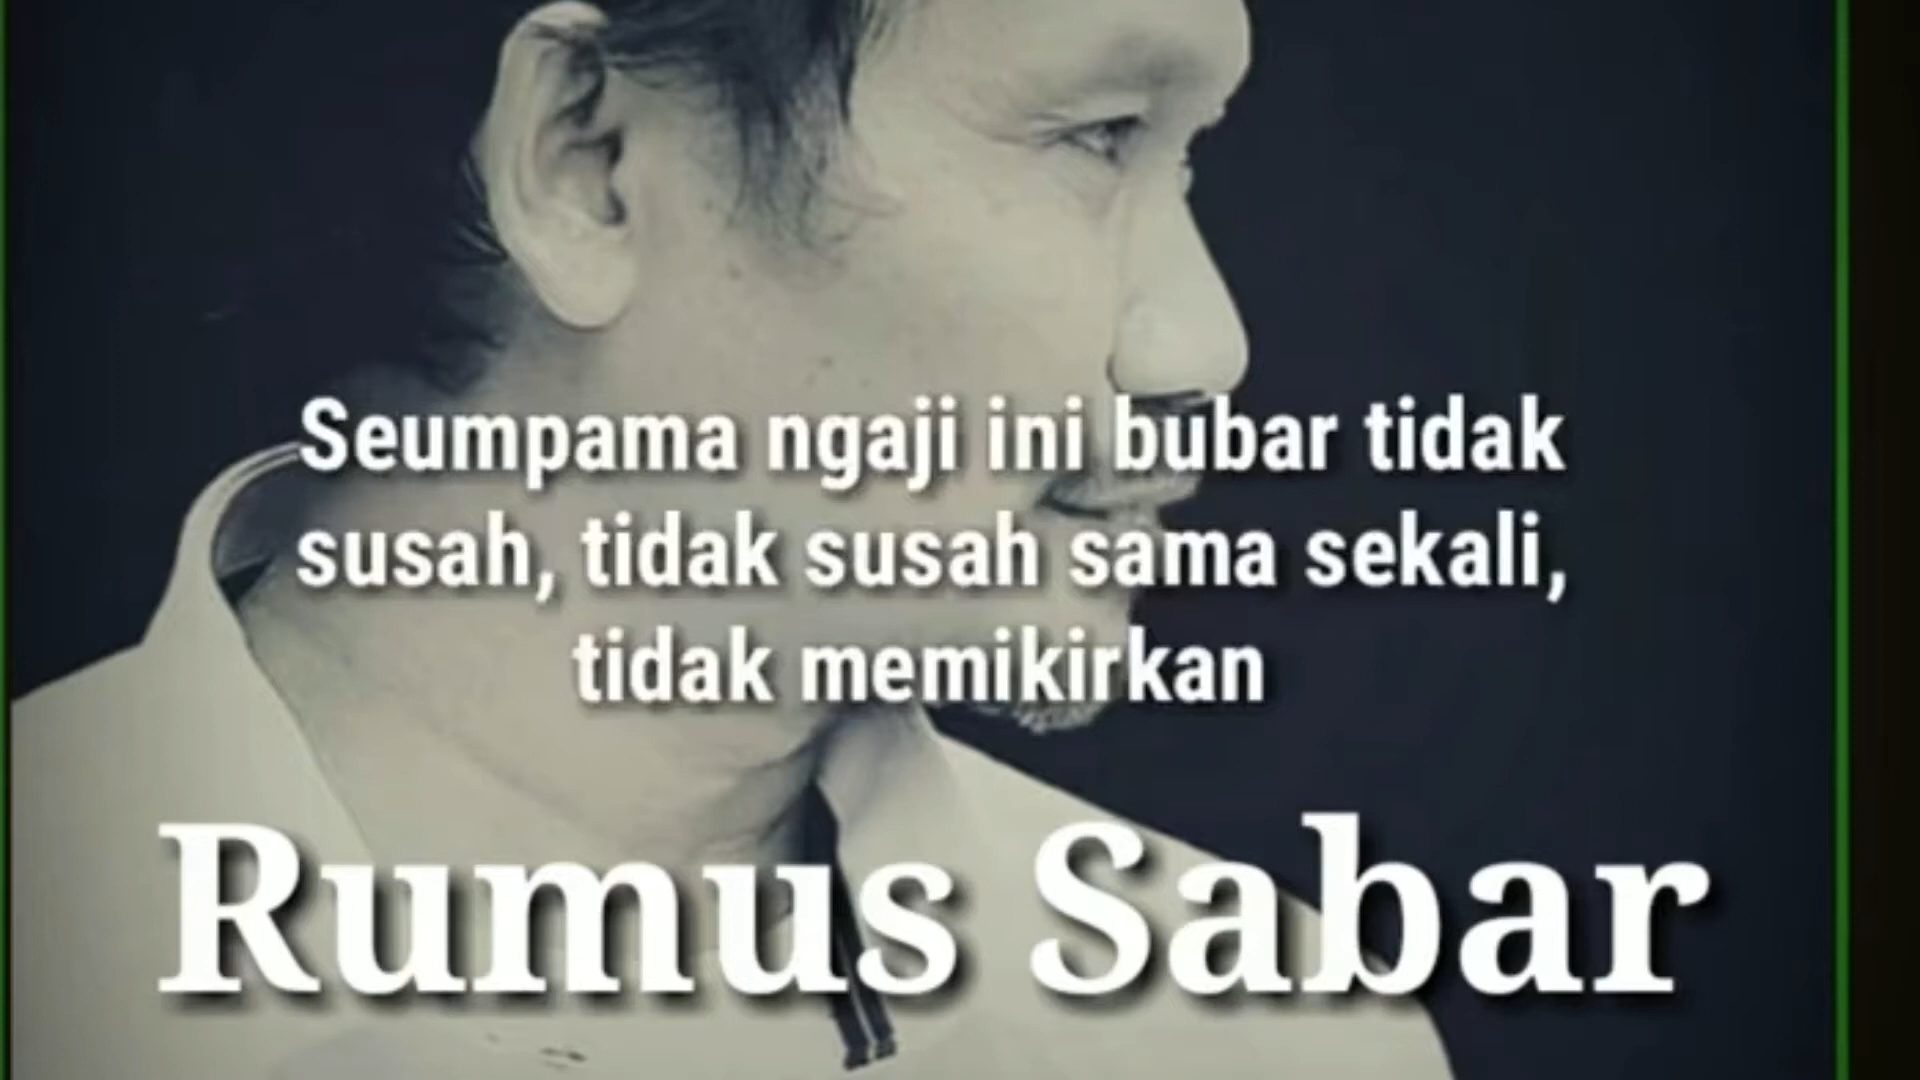 Seumpama ngaji ini bubar tidak
susah, tidak susah sama sekali,
tidak memikirkan
Rumus Sabar